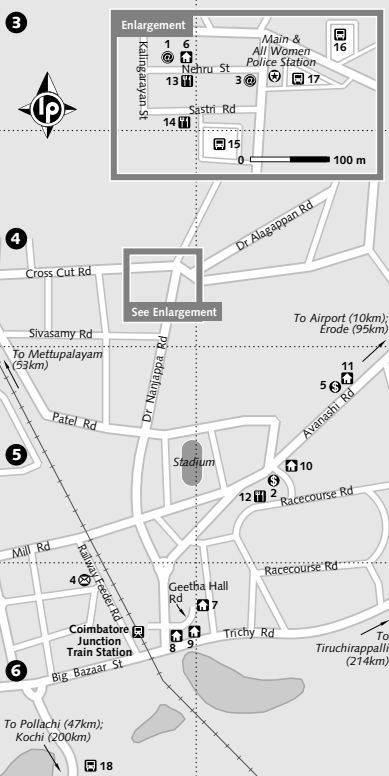 3
Enlargement
Main &
All Women
Police Station
16
1 6
Kalingarayan St
Nehru St
13
3
17
Sastri Rd
14
15
0 100 m
lp
4
Dr Alagappan Rd
Cross Cut Rd
See Enlargement
To Airport (10km);
Erode (95km)
Sivasamy Rd
To Mettupalayam
(53km)
Dr Nanjappa Rd
11
5
Avanashi Rd
Patel Rd
5
Stadium
10
2
12
Racecourse Rd
Mill Rd
Railway Feeder Rd
4
Racecourse Rd
Geetha Hall
Rd
7
Coimbatore
Junction
Train Station
8
9
Trichy Rd
To
Tiruchirappalli
(214km)
6
Big Bazaar St
To Pollachi (47km);
Kochi (200km)
18